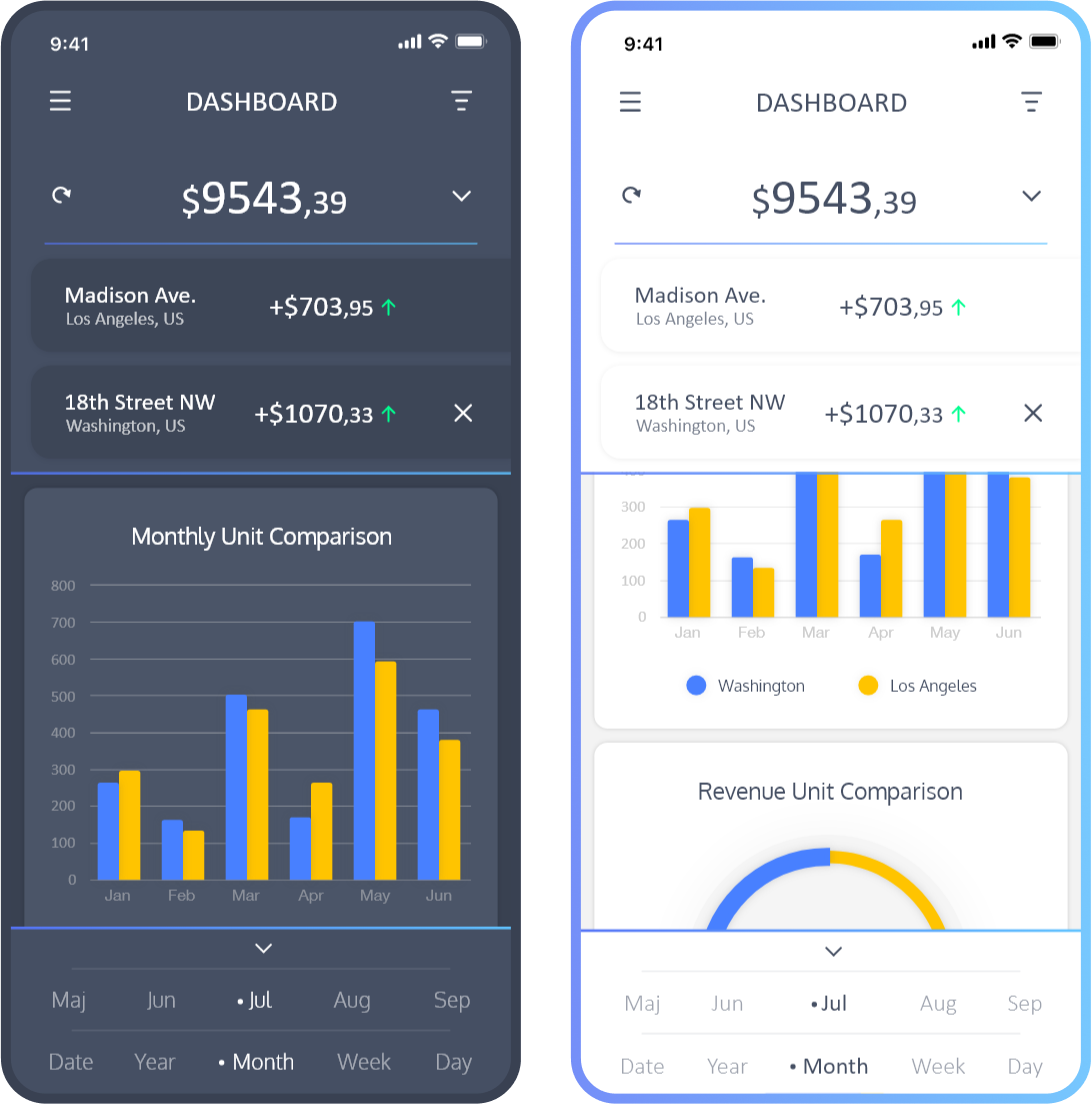 9:41
DASHBOARD
$9543,39
Madison Ave.
Los Angeles, US
+$703,95
18th Street NW
Washington, US
+$1070,33
Monthly Unit Comparison
800
700
600
500
400
300
200
100
0
Jan Feb Mar Apr May Jun
Maj Jun • Jul Aug Sep
Date Year • Month Week Day
9:41
DASHBOARD
$9543,39
Madison Ave.
Los Angeles, US
+$703,95
18th Street NW
Washington, US
+$1070,33
300
200
100
0
Jan Feb Mar Apr May Jun
Washington Los Angeles
Revenue Unit Comparison
Maj Jun • Jul Aug Sep
Date Year • Month Week Day